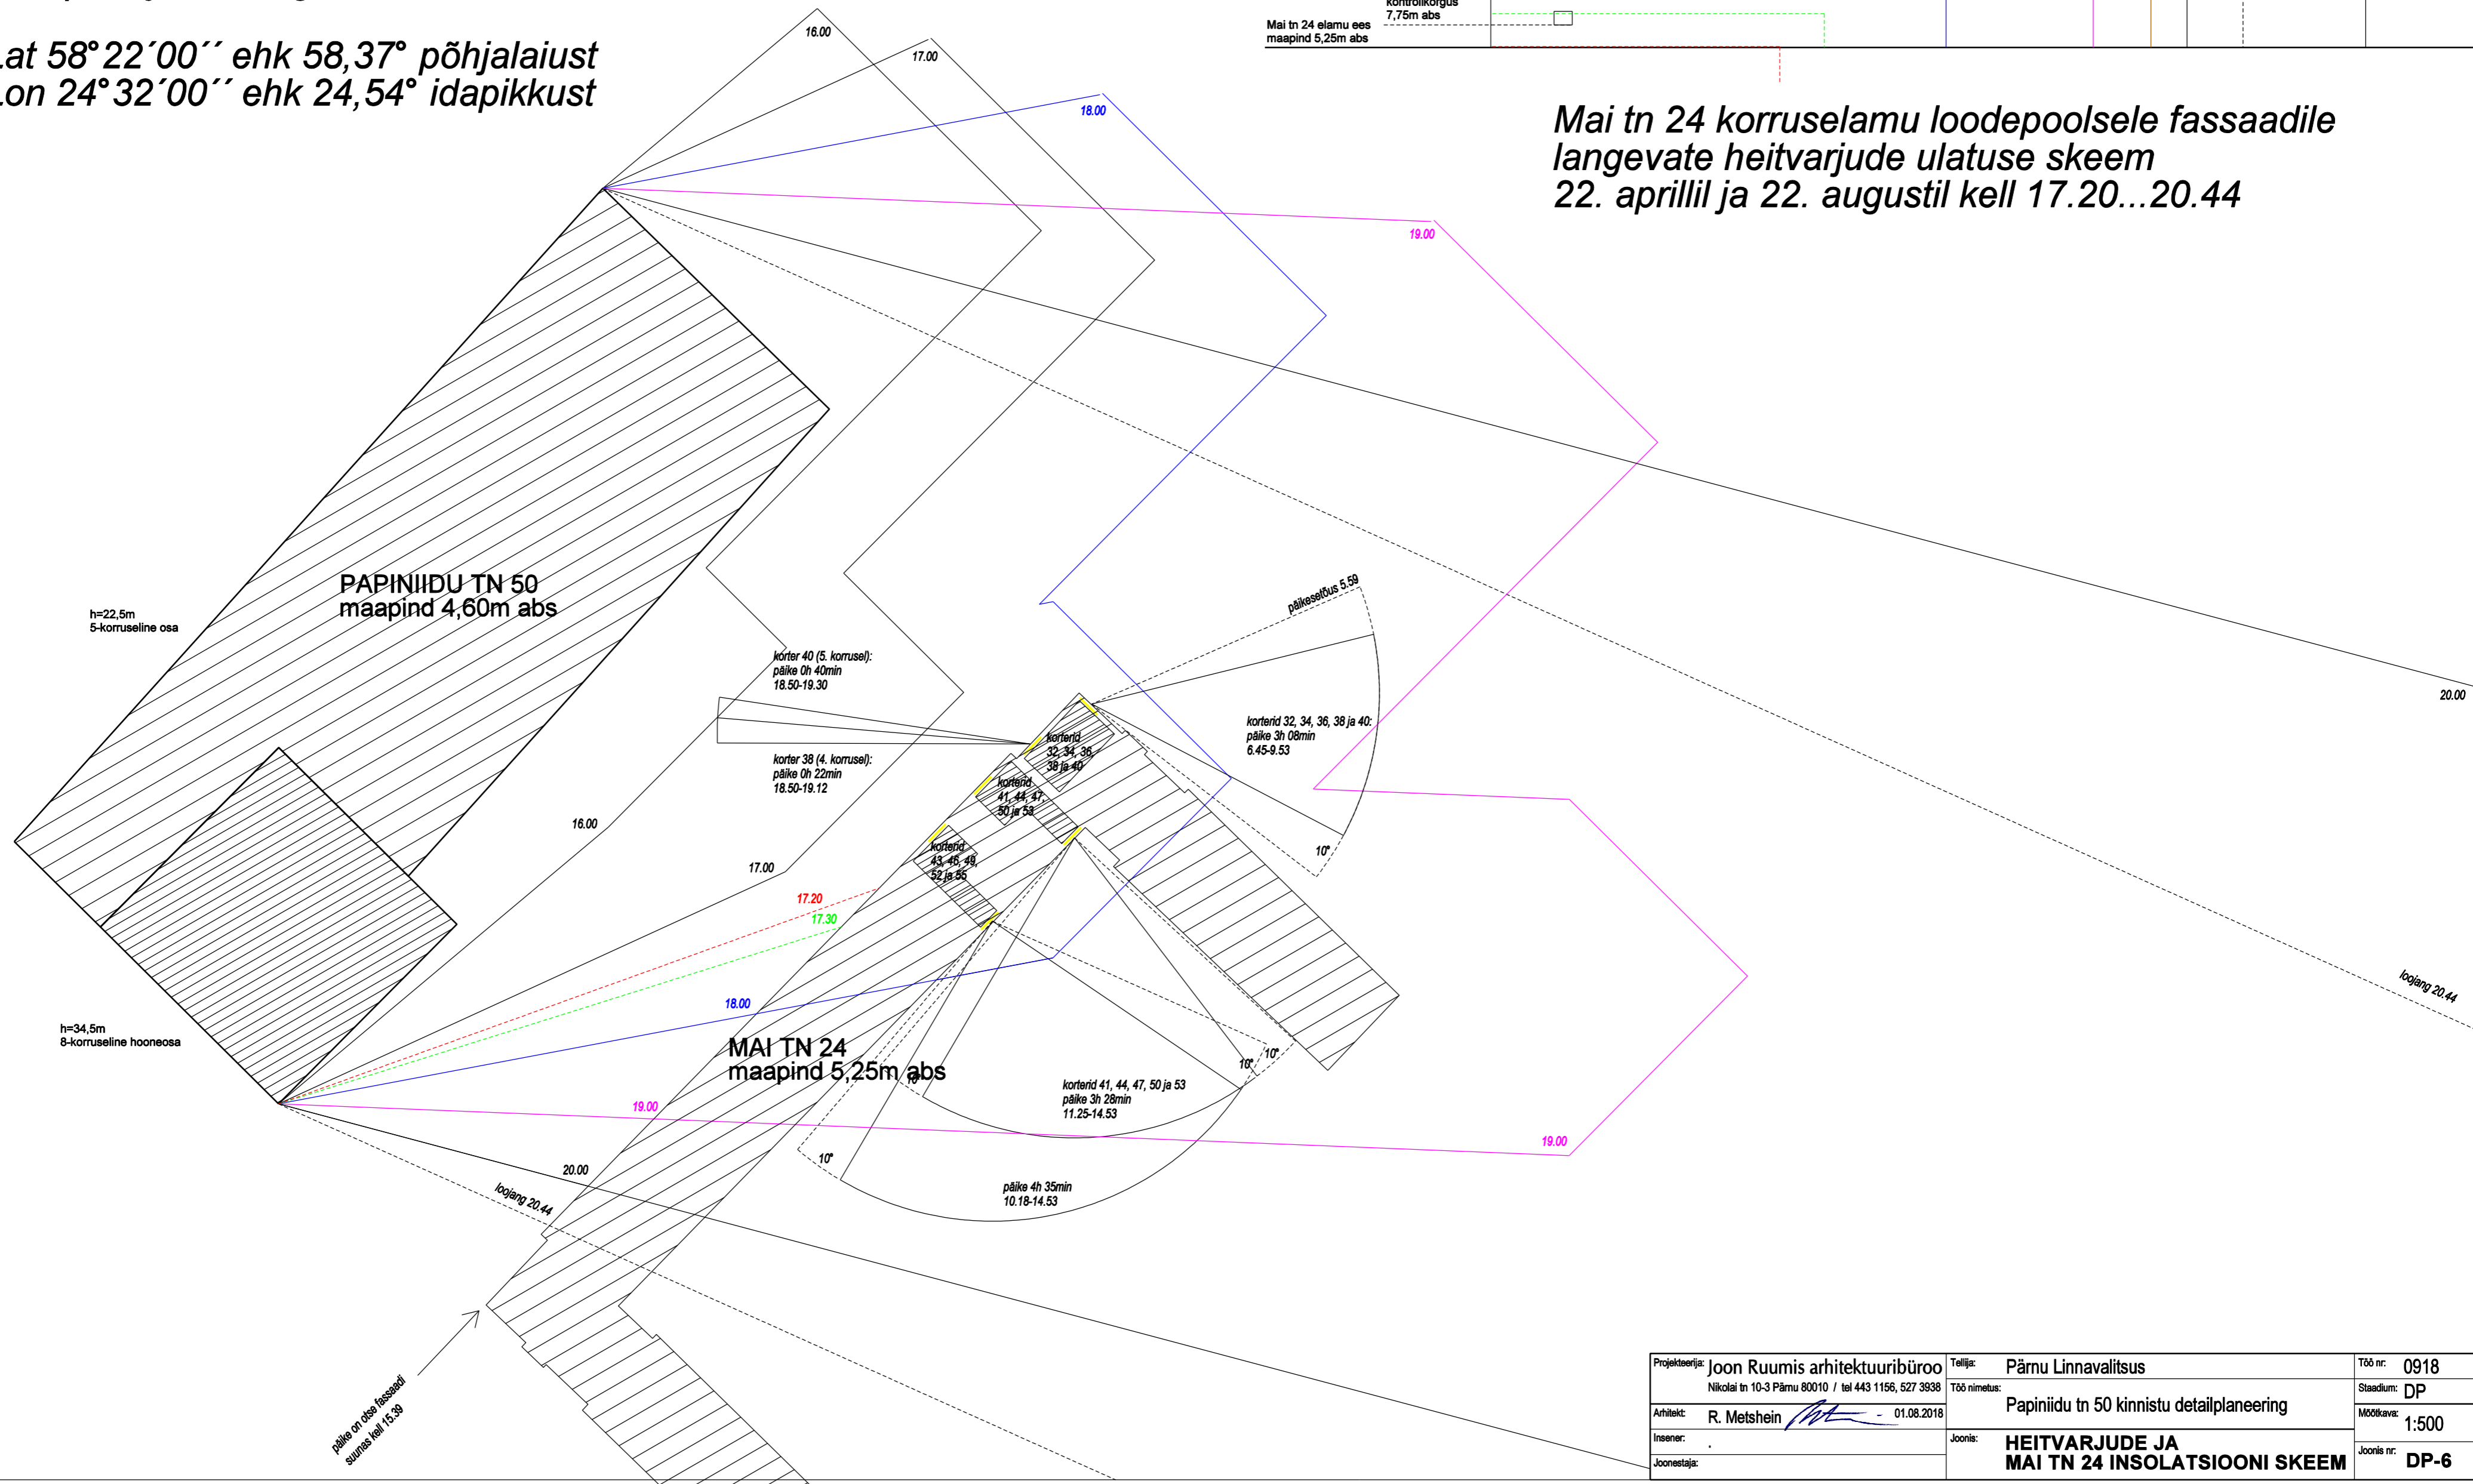 Lat 58°22´00´´ ehk 58,37° põhjalaiust
Lon 24°32´00´´ ehk 24,54° idapikkust
kontrollkõrgus
7,75m abs
Mai tn 24 elamu ees
maapind 5,25m abs
Mai tn 24 korruselamu loodepoolsele fassaadile
langevate heitvarjude ulatuse skeem
22. aprillil ja 22. augustil kell 17.20...20.44
16.00
17.00
18.00
19.00
PAPINIIDU TN 50
maapind 4,60m abs
h=22,5m
5-korruseline osa
päikesetõus 5.59
korter 40 (5. korrusel):
päike 0h 40min
18.50-19.30
korter 38 (4. korrusel):
päike 0h 22min
18.50-19.12
korterid
32, 34, 36,
38 ja 40
korterid 32, 34, 36, 38 ja 40:
päike 3h 08min
6.45-9.53
korterid
41, 44, 47,
50 ja 53
korterid
43, 46, 49,
52 ja 55
10°
20.00
16.00
17.00
17.20
17.30
18.00
loojang 20.44
h=34,5m
8-korruseline hooneosa
MAI TN 24
maapind 5,25m abs
10°
10°
10°
korterid 41, 44, 47, 50 ja 53
päike 3h 28min
11.25-14.53
19.00
19.00
10°
20.00
loojang 20.44
päike 4h 35min
10.18-14.53
päike on otse fassaadi
suunas kell 15.39
Projekteerija: Joon Ruumis arhitektuuribüroo
Nikolai tn 10-3 Pärnu 80010 / tel 443 1156, 527 3938
Tellija: Pärnu Linnavalitsus
Töö nr: 0918
Töö nimetus: Papiniidu tn 50 kinnistu detailplaneering
Staadium: DP
Arhitekt: R. Metshein - 01.08.2018
Mõõtkava: 1:500
Insener: .
Joonestaja:
Joonis: HEITVARJUDE JA
MAI TN 24 INSOLATSIOONI SKEEM
Joonis nr: DP-6